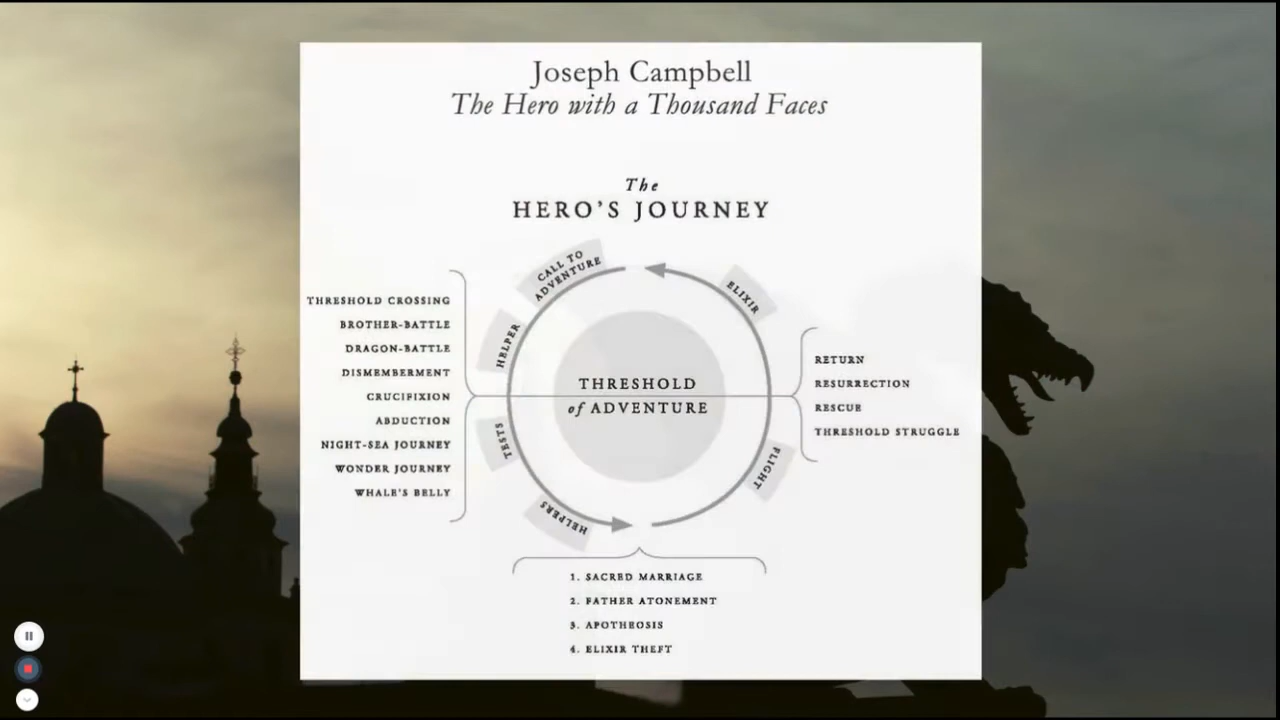 Joseph Campbell
The Hero with a Thousand Faces
The
HERO'S JOURNEY
CALL TO
ADVENTURE
HELPER
TESTS
HELPERS
ELIXIR
FLIGHT
THRESHOLD
of ADVENTURE
THRESHOLD CROSSING
BROTHER-BATTLE
DRAGON-BATTLE
DISMEMBERMENT
CRUCIFIXION
ABDUCTION
NIGHT-SEA JOURNEY
WONDER JOURNEY
WHALE'S BELLY
RETURN
RESURRECTION
RESCUE
THRESHOLD STRUGGLE
1. SACRED MARRIAGE
2. FATHER ATONEMENT
3. APOTHEOSIS
4. ELIXIR THEFT